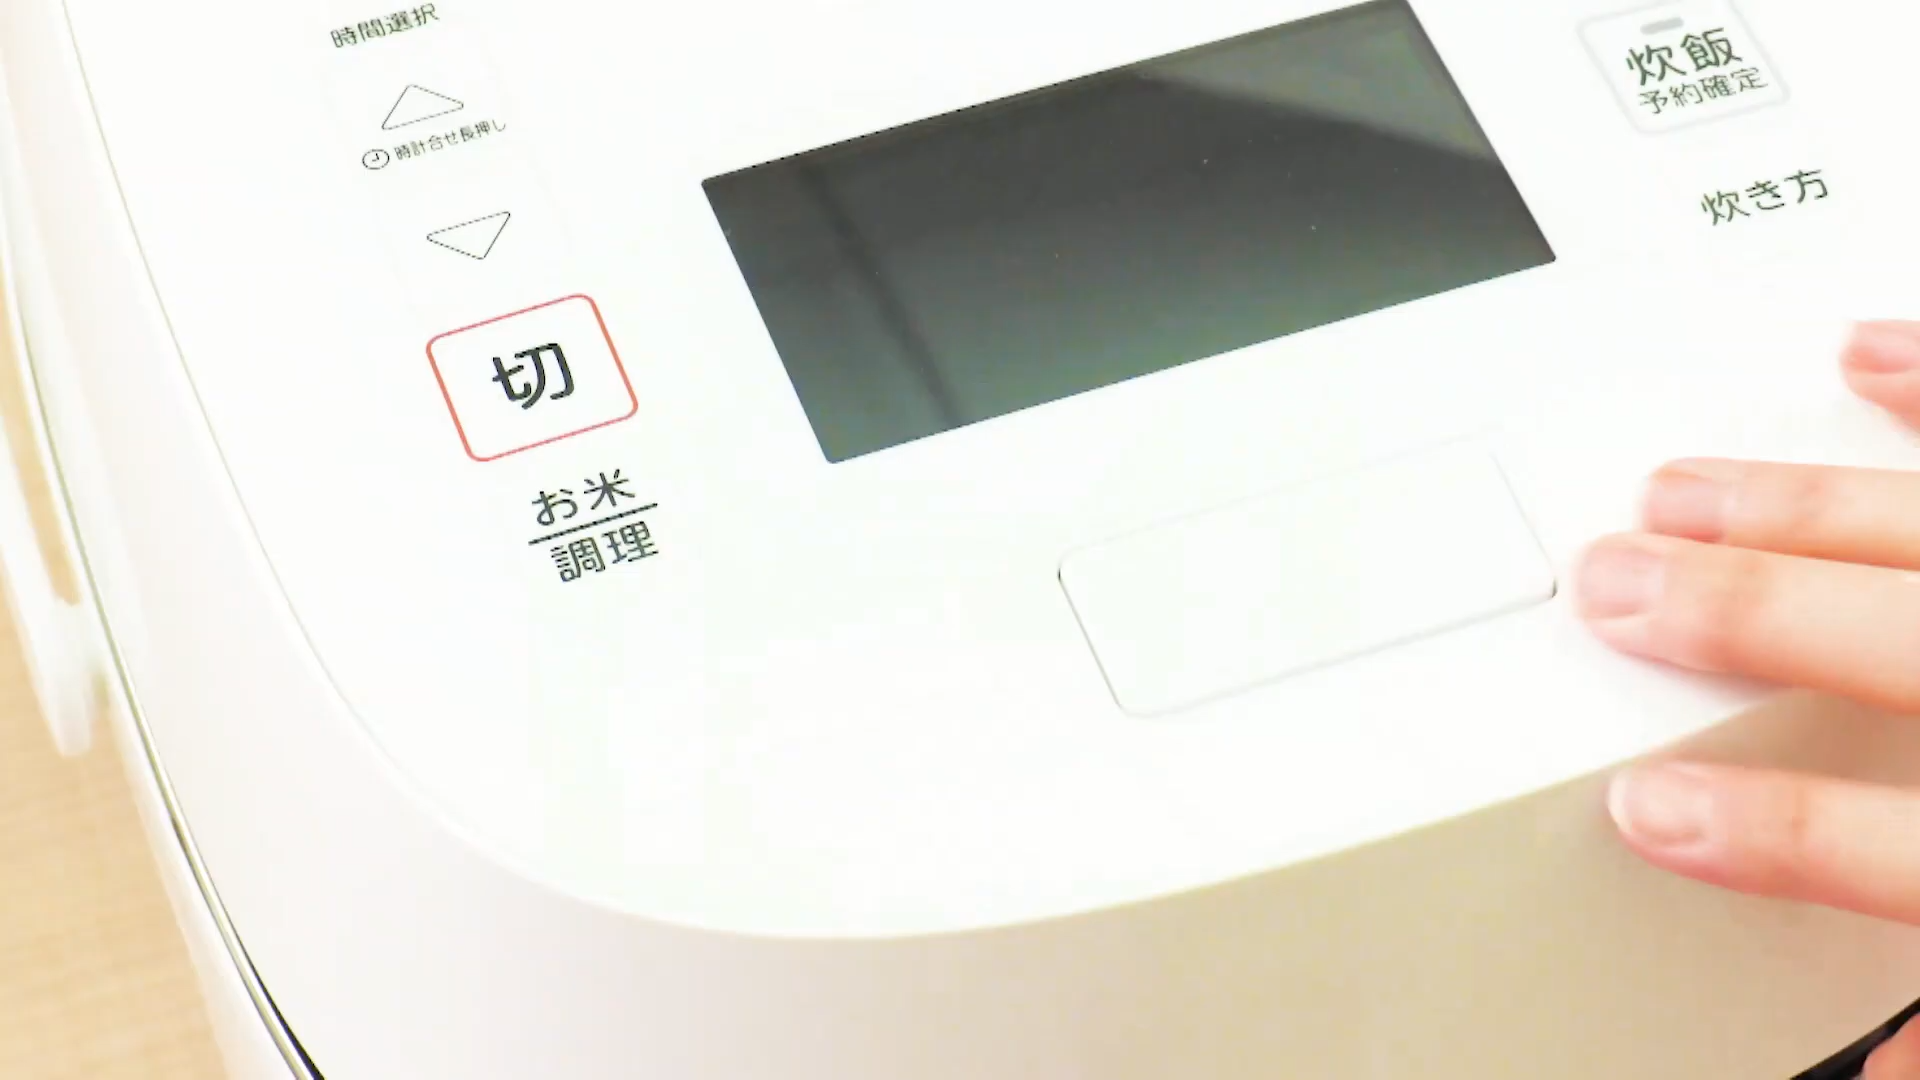 時間選択
時計合せ長押し
切
お米
調理
炊飯
予約確定
炊き方